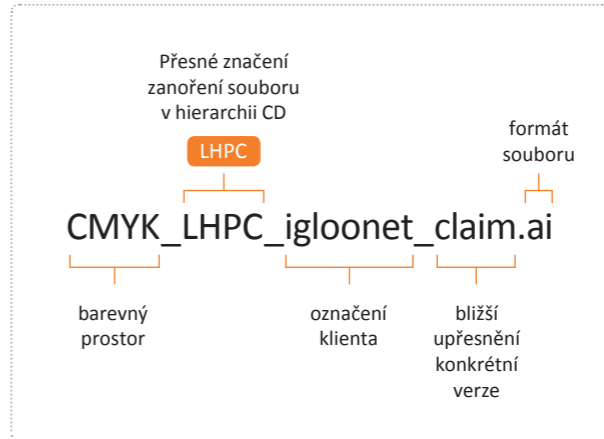 Přesné značení
zanoření souboru
v hierarchii CD
LHPC
formát
souboru
CMYK_LHPC_igloonet_claim.ai
barevný
prostor
označení
klienta
bližší
upřesnění
konkrétní
verze